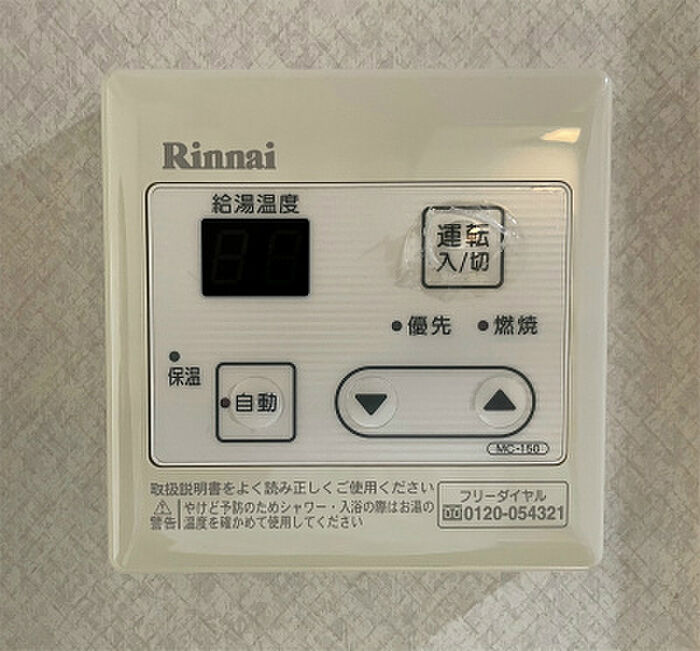 Rinnai
給湯温度
運転
入/切
優先
燃焼
保温
自動
MC-150
取扱説明書をよく読み正しくご使用ください
警告
やけど予防のためシャワー・入浴の際はお湯の
温度を確かめて使用してください
フリーダイヤル
0120-054321